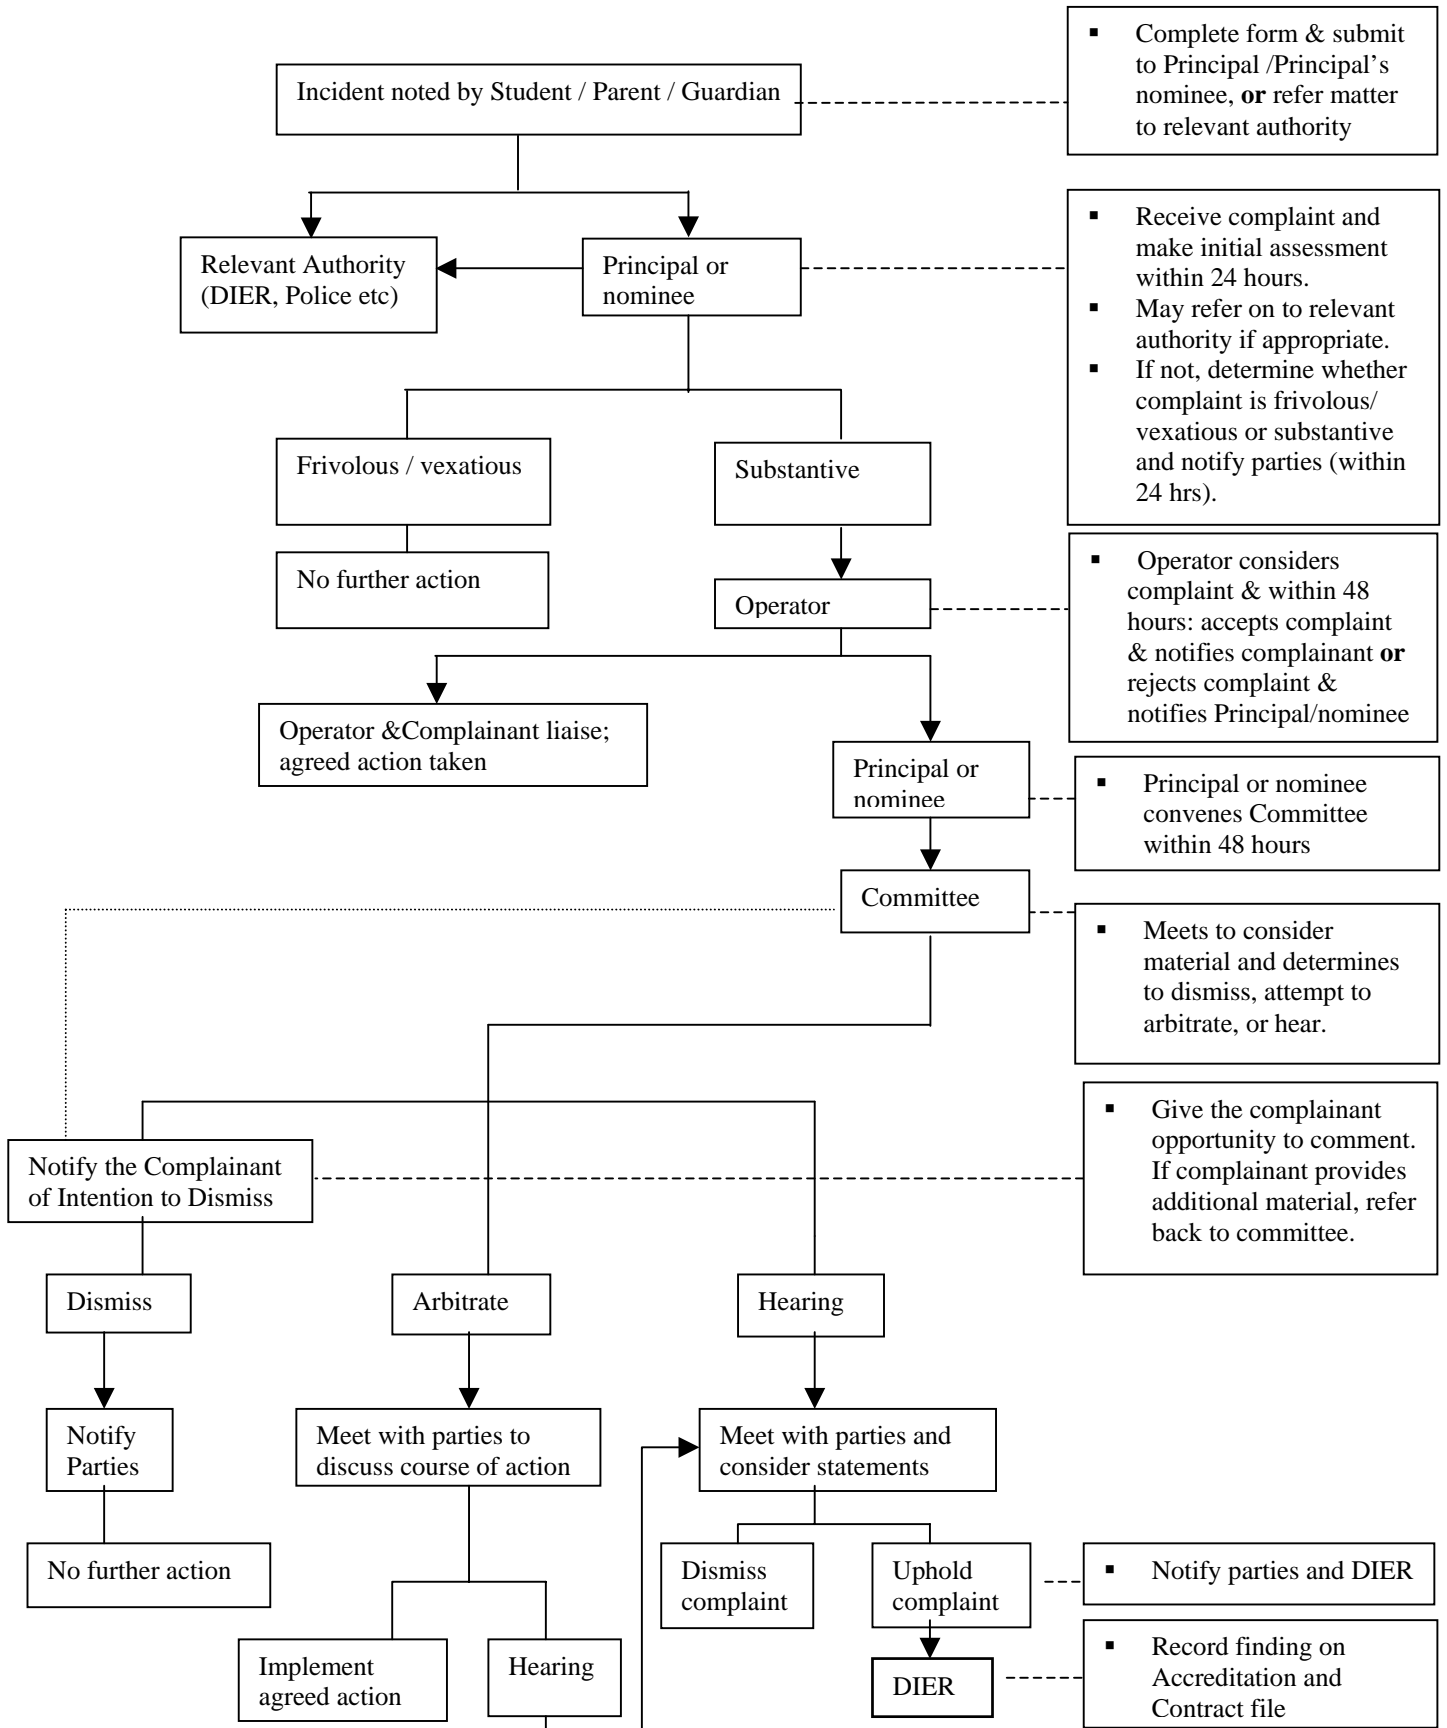 Incident noted by Student / Parent / Guardian
▪ Complete form & submit
to Principal /Principal's
nominee, or refer matter
to relevant authority
Relevant Authority
(DIER, Police etc)
Principal or
nominee
▪ Receive complaint and
make initial assessment
within 24 hours.
▪ May refer on to relevant
authority if appropriate.
▪ If not, determine whether
complaint is frivolous/
vexatious or substantive
and notify parties (within
24 hrs).
Frivolous / vexatious
Substantive
No further action
Operator
▪ Operator considers
complaint & within 48
hours: accepts complaint
& notifies complainant or
rejects complaint &
notifies Principal/nominee
Operator &Complainant liaise;
agreed action taken
Principal or
nominee
▪ Principal or nominee
convenes Committee
within 48 hours
Committee
▪ Meets to consider
material and determines
to dismiss, attempt to
arbitrate, or hear.
Notify the Complainant
of Intention to Dismiss
▪ Give the complainant
opportunity to comment.
If complainant provides
additional material, refer
back to committee.
Dismiss
Arbitrate
Hearing
Notify
Parties
Meet with parties to
discuss course of action
Meet with parties and
consider statements
No further action
Dismiss
complaint
Uphold
complaint
▪ Notify parties and DIER
Implement
agreed action
Hearing
DIER
▪ Record finding on
Accreditation and
Contract file